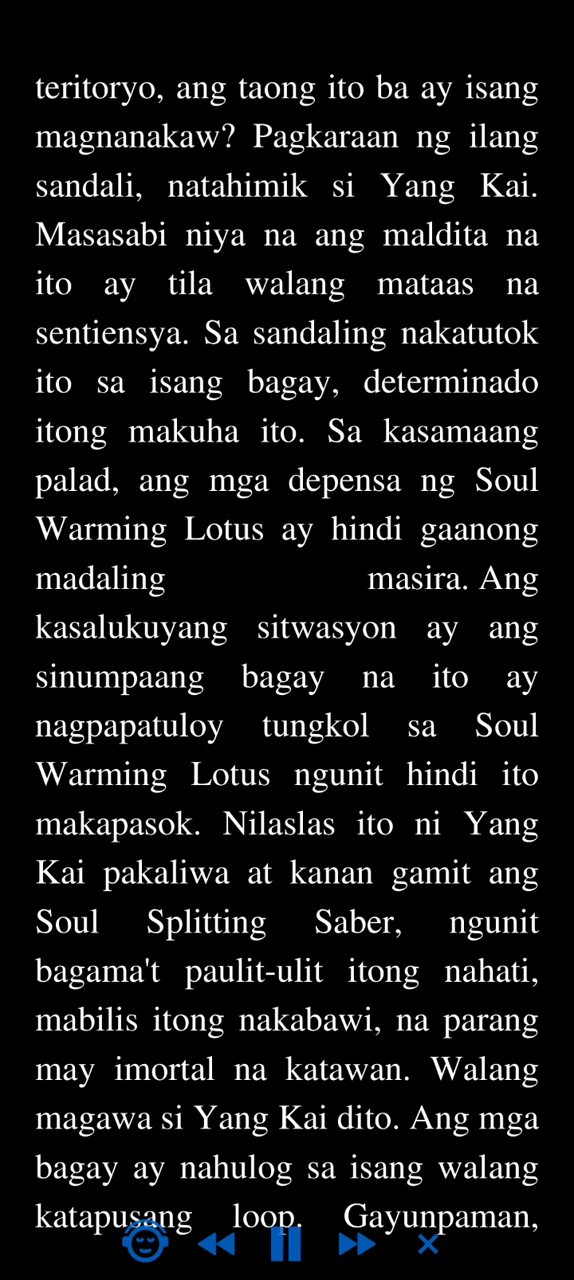 teritoryo, ang taong ito ba ay isang
magnanakaw? Pagkaraan ng ilang
sandali, natahimik si Yang Kai.
Masasabi niya na ang maldita na
ito ay tila walang mataas na
sentiensya. Sa sandaling nakatutok
ito sa isang bagay, determinado
itong makuha ito. Sa kasamaang
palad, ang mga depensa ng Soul
Warming Lotus ay hindi gaanong
madaling masira. Ang
kasalukuyang sitwasyon ay ang
sinumpaang bagay na ito ay
nagpapatuloy tungkol sa Soul
Warming Lotus ngunit hindi ito
makapasok. Nilaslas ito ni Yang
Kai pakaliwa at kanan gamit ang
Soul Splitting Saber, ngunit
bagama't paulit-ulit itong nahati,
mabilis itong nakabawi, na parang
may imortal na katawan. Walang
magawa si Yang Kai dito. Ang mga
bagay ay nahulog sa isang walang
katapusang loop. Gayunpaman,